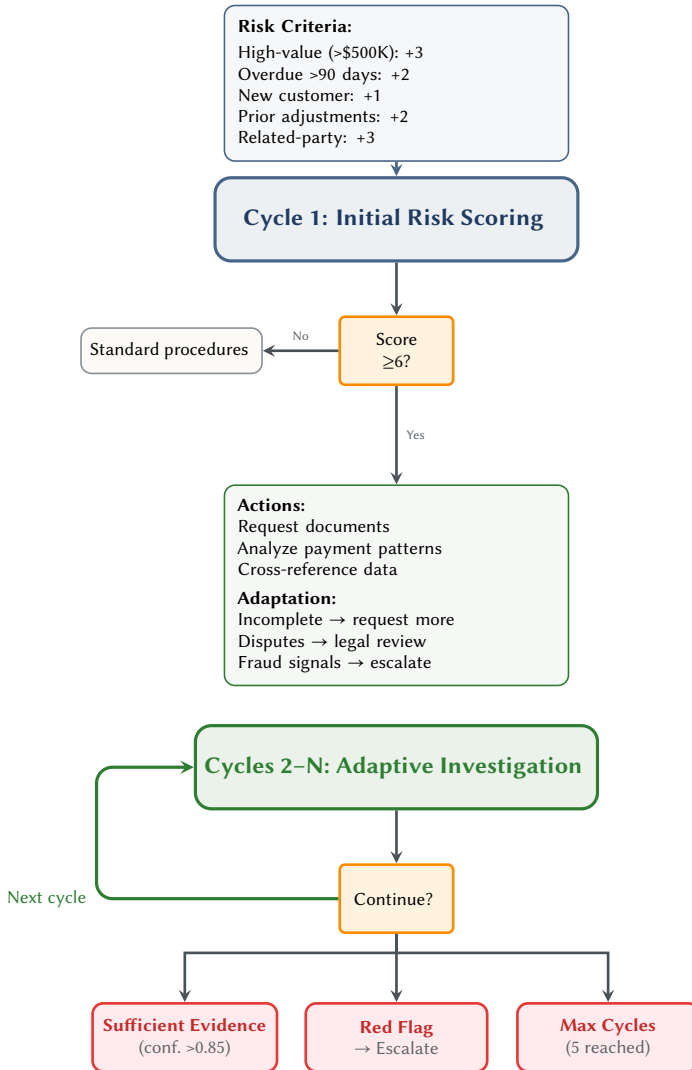 Risk Criteria:
High-value (>$500K): +3
Overdue >90 days: +2
New customer: +1
Prior adjustments: +2
Related-party: +3
Cycle 1: Initial Risk Scoring
Score
≥6?
No
Standard procedures
Yes
Actions:
Request documents
Analyze payment patterns
Cross-reference data
Adaptation:
Incomplete → request more
Disputes → legal review
Fraud signals → escalate
Cycles 2–N: Adaptive Investigation
Continue?
Next cycle
Sufficient Evidence
(conf. >0.85)
Red Flag
→ Escalate
Max Cycles
(5 reached)